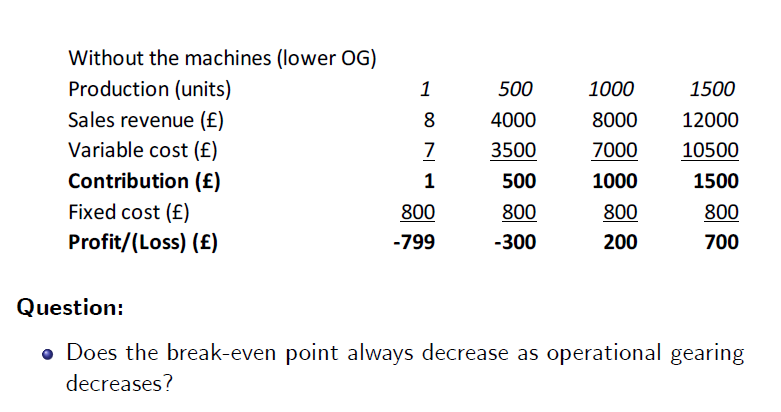 Without the machines (lower OG)
Production (units) 1 500 1000 1500
Sales revenue (£) 8 4000 8000 12000
Variable cost (£) 7 3500 7000 10500
Contribution (£) 1 500 1000 1500
Fixed cost (£) 800 800 800 800
Profit/(Loss) (£) -799 -300 200 700
Question:
Does the break-even point always decrease as operational gearing
decreases?